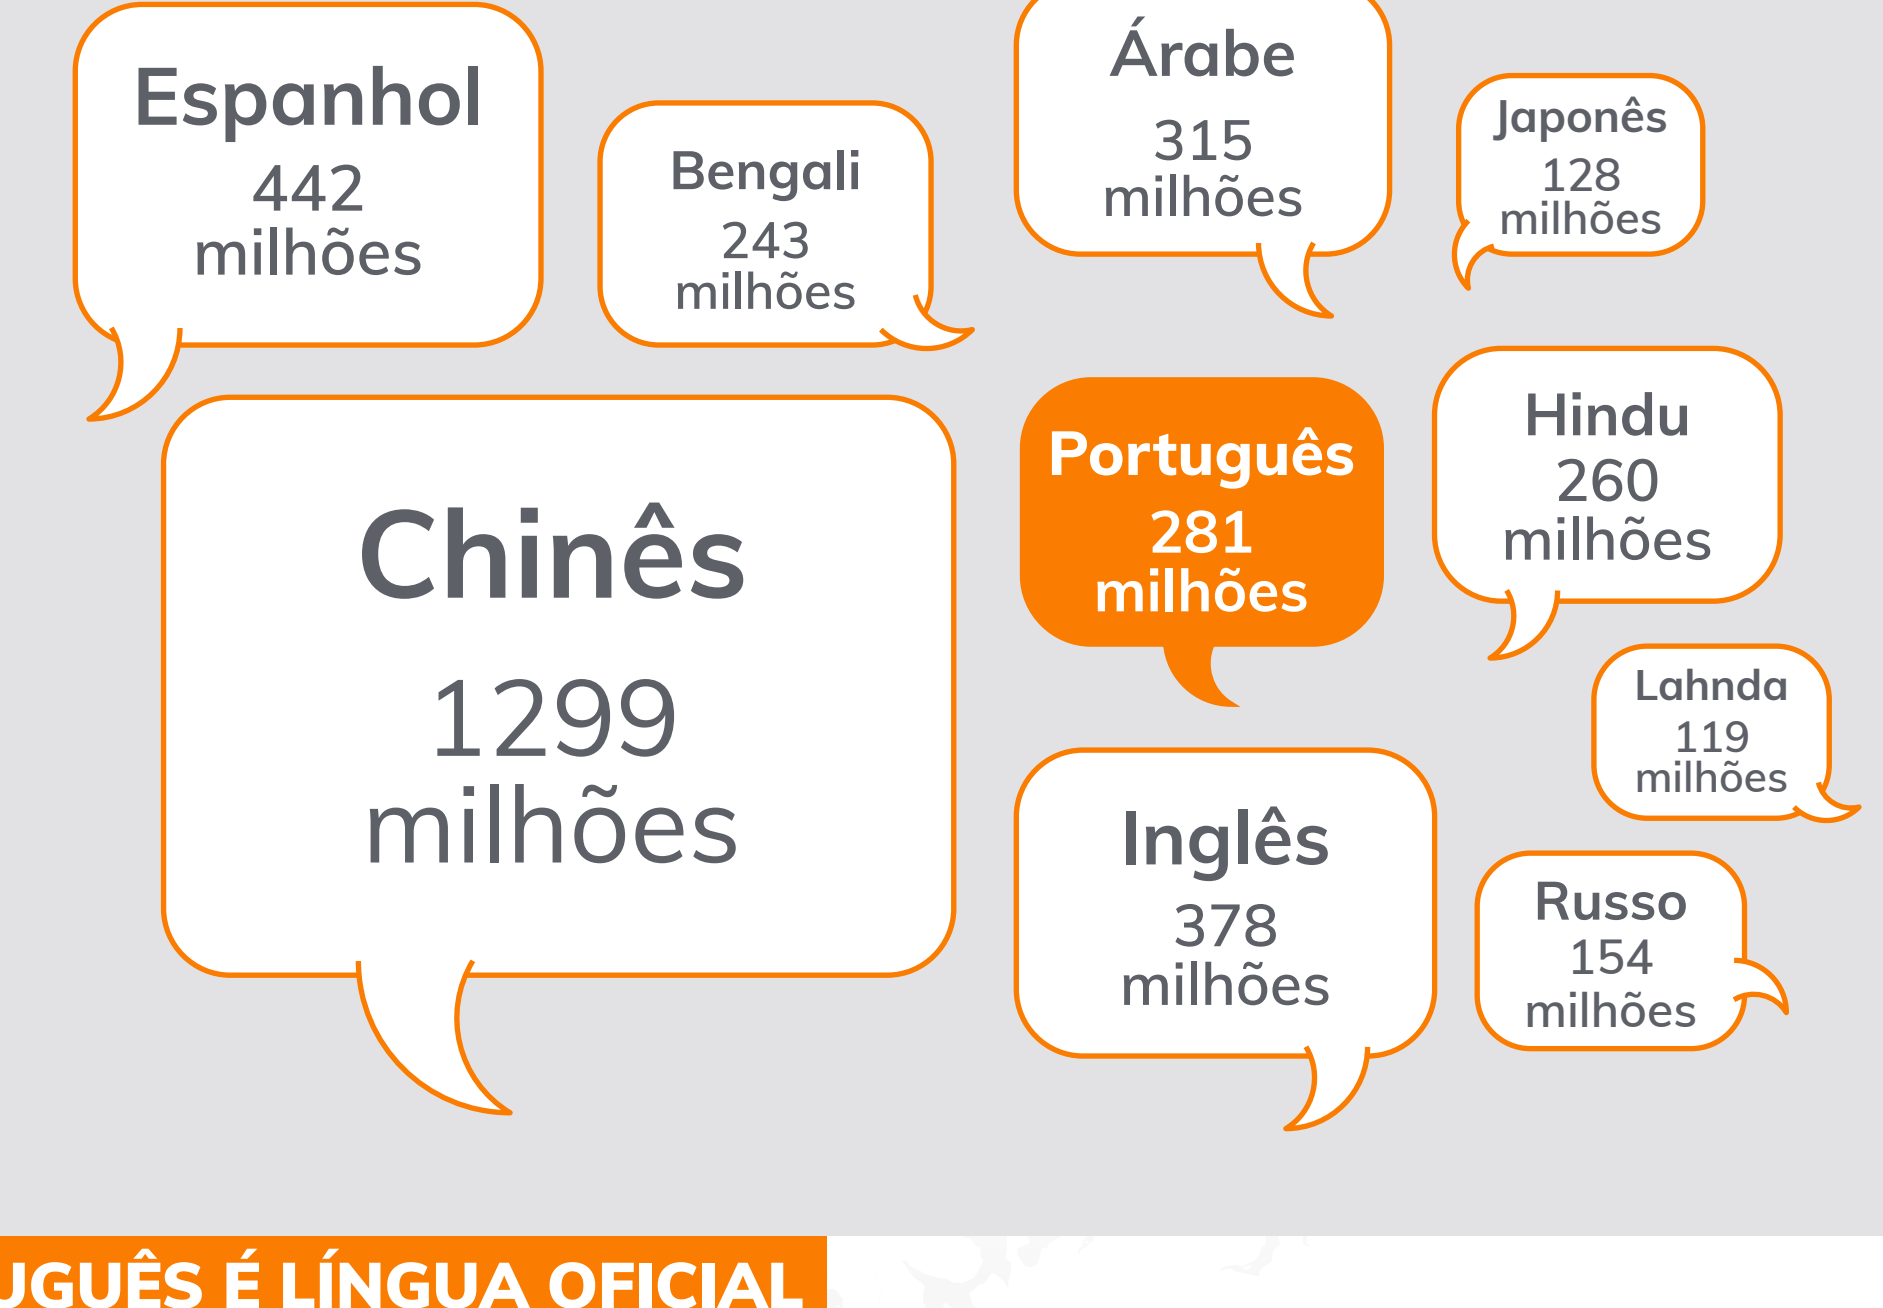 Espanhol
442
milhões
Bengali
243
milhões
Árabe
315
milhões
Japonês
128
milhões
Chinês
1299
milhões
Português
281
milhões
Hindu
260
milhões
Lahnda
119
milhões
Inglês
378
milhões
Russo
154
milhões
UGUÊS É LÍNGUA OFICIAL